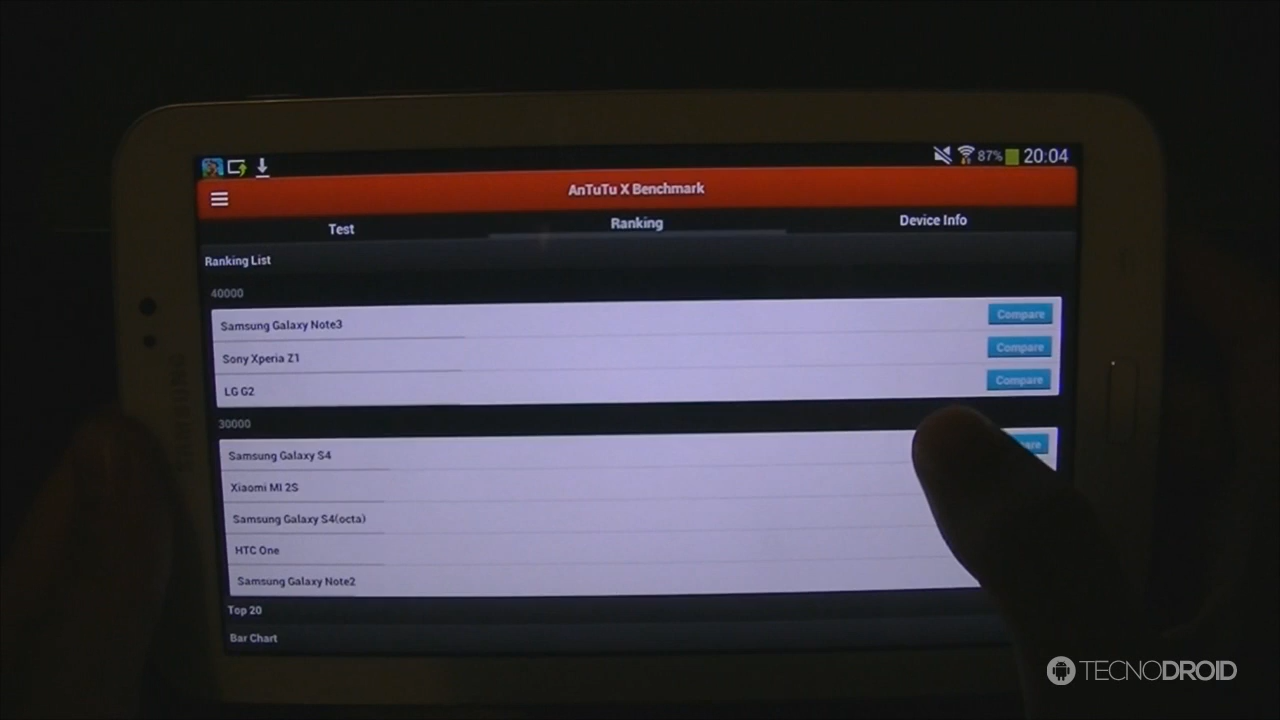 87% 20:04
AnTuTu X Benchmark
Test Ranking Device Info
Ranking List
40000
Samsung Galaxy Note3 Compare
Sony Xperia Z1 Compare
LG G2 Compare
30000
Samsung Galaxy S4
Xiaomi MI 2S
Samsung Galaxy S4(octa)
HTC One
Samsung Galaxy Note2
Top 20
Bar Chart
SAMSUNG
TECNODROID